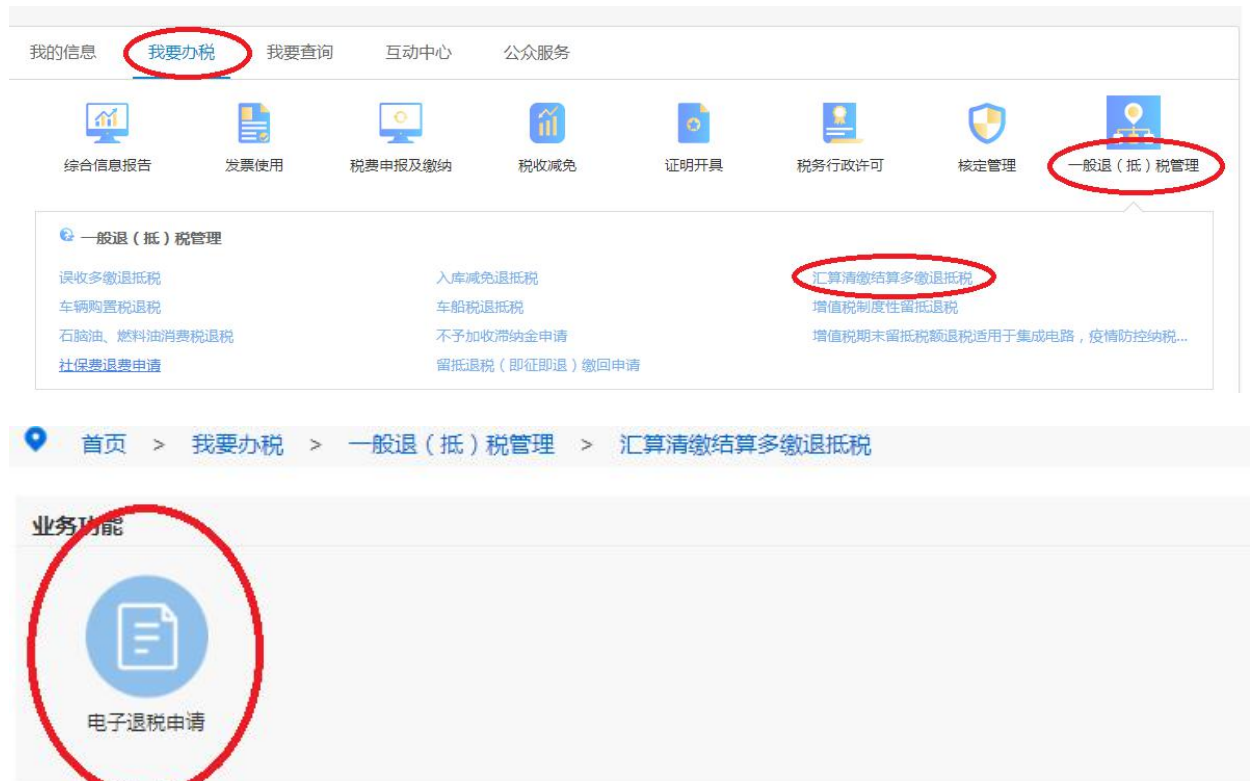 我的信息 我要办税 我要查询 互动中心 公众服务
综合信息报告 发票使用 税费申报及缴纳 税收减免 证明开具 税务行政许可 核定管理 一般退（抵）税管理
一般退（抵）税管理
误收多缴退抵税 入库减免退抵税 汇算清缴结算多缴退抵税
车辆购置税退税 车船税退抵税 增值税制度性留抵退税
石脑油、燃料油消费税退税 不予加收滞纳金申请 增值税期末留抵税额退税适用于集成电路，疫情防控纳税...
社保费退费申请 留抵退税（即征即退）缴回申请
首页 > 我要办税 > 一般退（抵）税管理 > 汇算清缴结算多缴退抵税
业务功能
电子退税申请